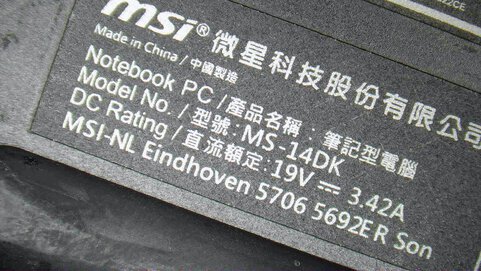 msi® 微星科技股份有限公
Made in China / 中國製造
Notebook PC / 產品名稱 : 筆記型電腦
Model No. / 型號 : MS-14DK
DC Rating / 直流額定 : 19V ⎓ 3.42A
MSI-NL Eindhoven 5706 5692ER Son